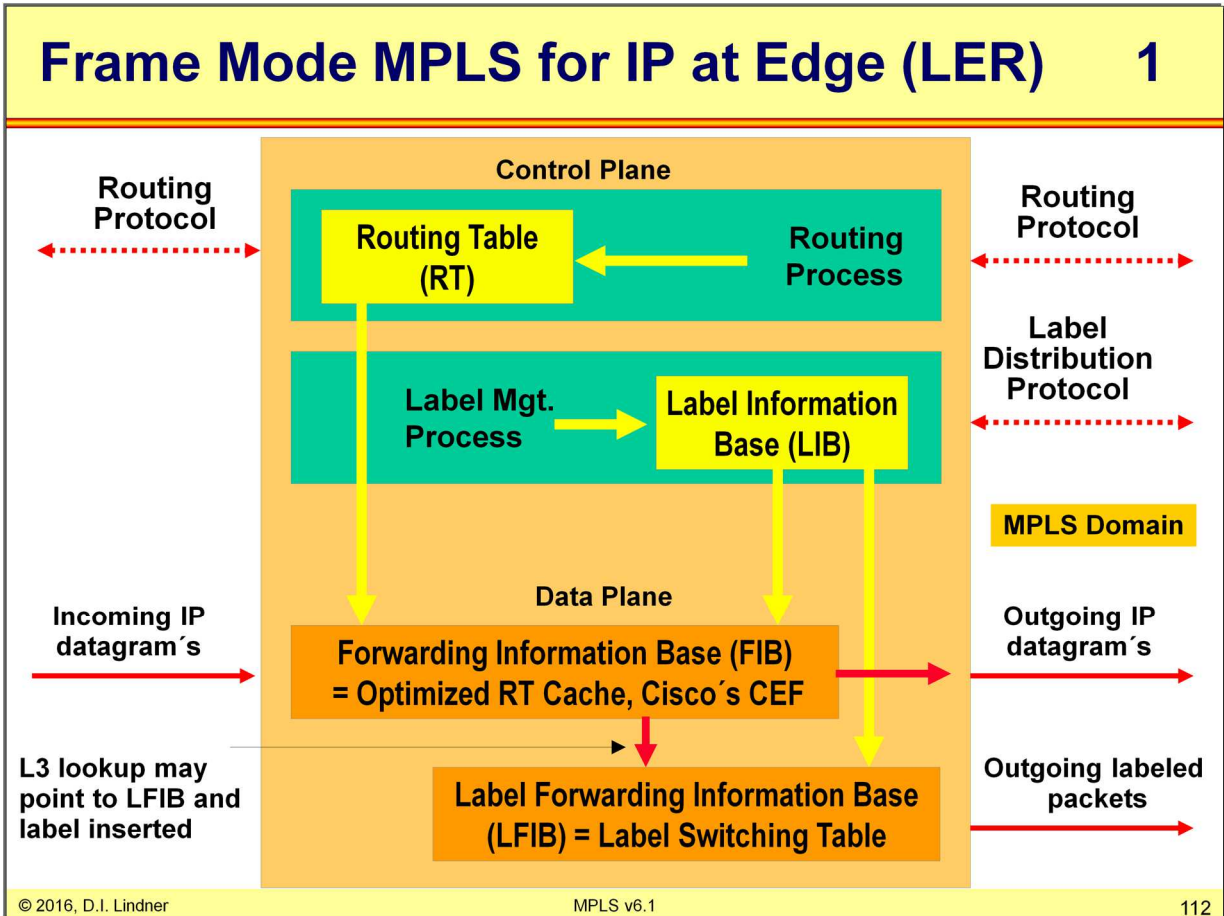 Frame Mode MPLS for IP at Edge (LER) 1
Control Plane
Routing
Protocol
Routing Table
(RT)
Routing
Process
Routing
Protocol
Label Mgt.
Process
Label Information
Base (LIB)
Label
Distribution
Protocol
MPLS Domain
Data Plane
Incoming IP
datagram´s
Forwarding Information Base (FIB)
= Optimized RT Cache, Cisco´s CEF
Outgoing IP
datagram´s
L3 lookup may
point to LFIB and
label inserted
Label Forwarding Information Base
(LFIB) = Label Switching Table
Outgoing labeled
packets
© 2016, D.I. Lindner
MPLS v6.1
112